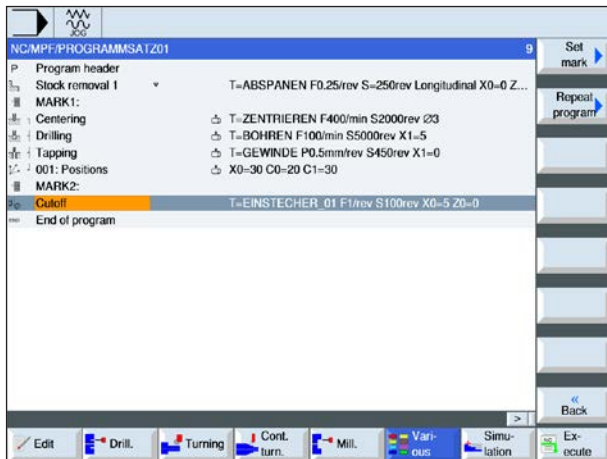 JOG
NC/MPF/PROGRAMMSATZ01 9
P Program header
Stock removal 1 T=ABSPANEN F0.25/rev S=250rev Longitudinal X0=0 Z...
MARK1:
Centering T=ZENTRIEREN F400/min S2000rev Ø3
Drilling T=BOHREN F100/min S5000rev X1=5
Tapping T=GEWINDE P0.5mm/rev S450rev X1=0
001: Positions X0=30 C0=20 C1=30
MARK2:
Cutoff T=EINSTECHER_01 F1/rev S100rev X0=5 Z0=0
END End of program
>
Set
mark
Repeat
program
«
Back
Edit
Drill.
Turning
Cont.
turn.
Mill.
Vari-
ous
Simu-
lation
NC
Ex-
ecute